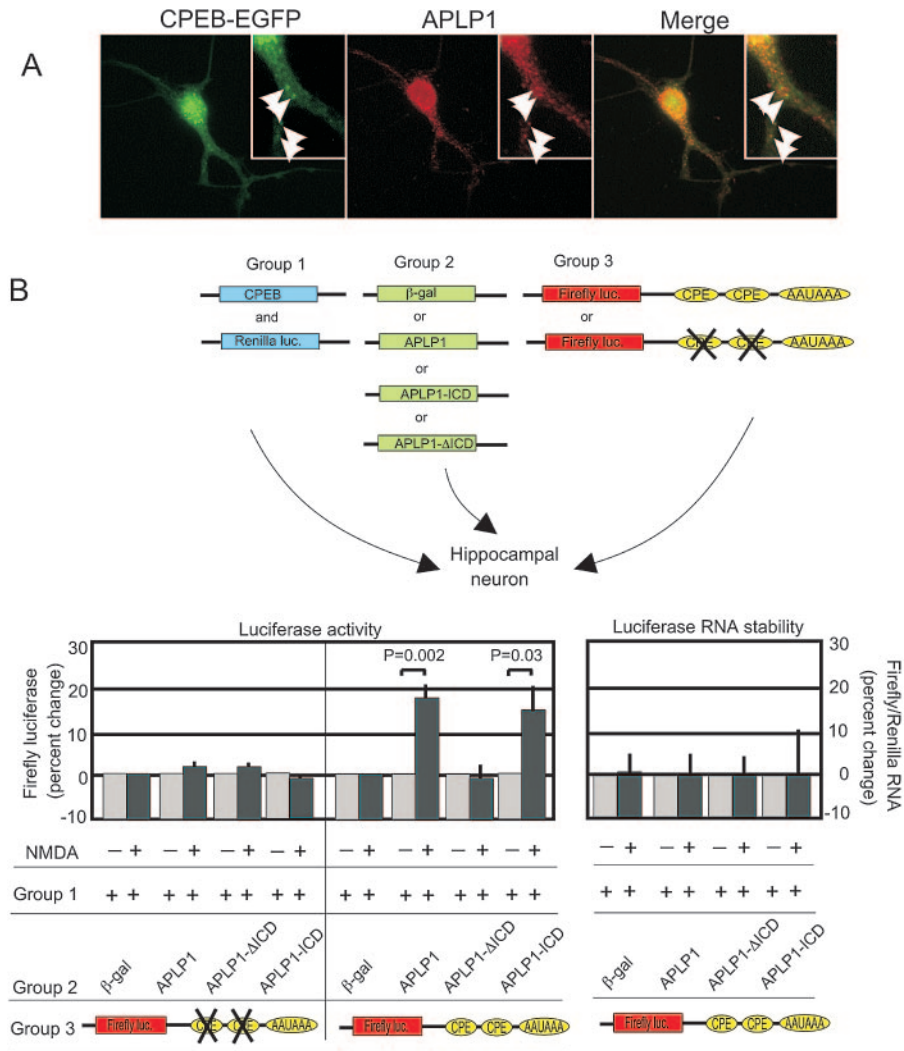 CPEB-EGFP APLP1 Merge
A
B
Group 1 Group 2 Group 3
CPEB β-gal Firefly luc. CPE CPE AAUAAA
and or or
Renilla luc. APLP1 Firefly luc. CPE CPE AAUAAA
or
APLP1-ICD
or
APLP1-ΔICD
Hippocampal
neuron
Luciferase activity
Firefly luciferase
(percent change)
30
20
10
0
-10
P=0.002 P=0.03
Luciferase RNA stability
30
20
10
0
-10
Firefly/Renilla RNA
(percent change)
NMDA – + – + – + – + – + – + – + – + – + – + – + – +
Group 1 + + + + + + + + + + + + + + + + + + + + + + + +
Group 2 β-gal APLP1 APLP1-ΔICD APLP1-ICD β-gal APLP1 APLP1-ΔICD APLP1-ICD β-gal APLP1 APLP1-ΔICD APLP1-ICD
Group 3 Firefly luc. CPE CPE AAUAAA Firefly luc. CPE CPE AAUAAA Firefly luc. CPE CPE AAUAAA